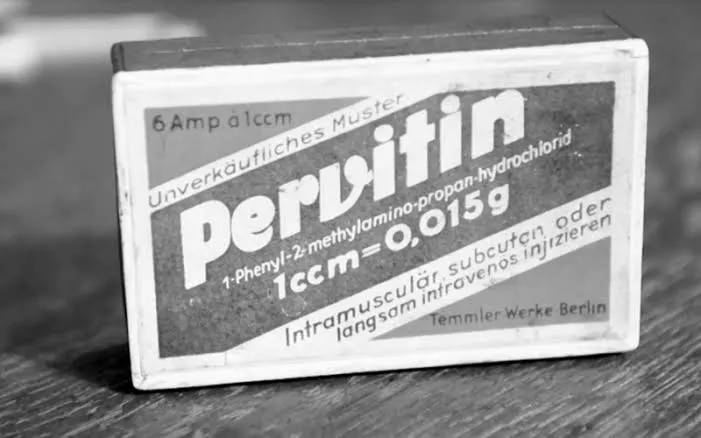 6 Amp à 1ccm
Unverkäufliches Muster
Pervitin
1-Phenyl-2-methylamino-propan-hydrochlorid
1ccm=0,015g
Intramusculär, subcutan oder
langsam intravenös injizieren
Temmler Werke Berlin